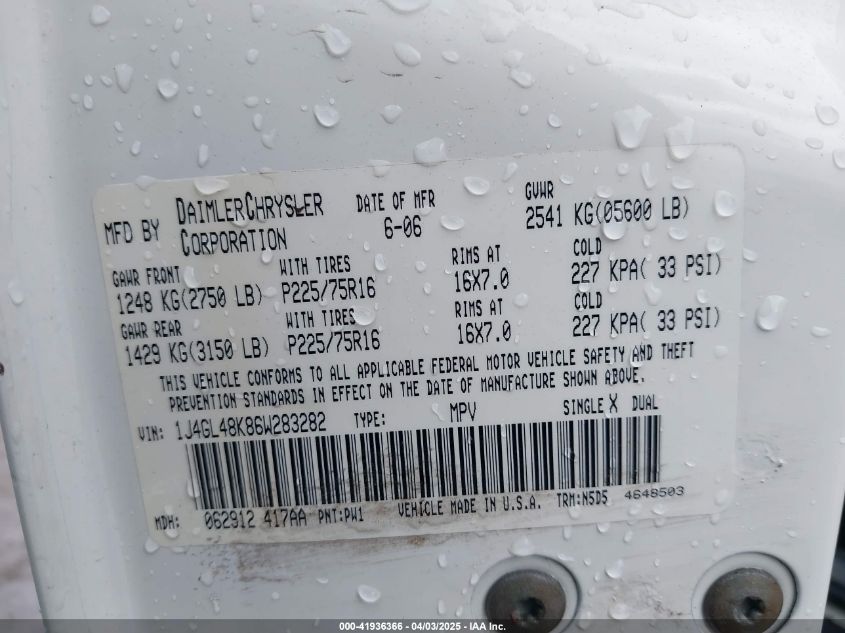 MFD BY DAIMLERCHRYSLER CORPORATION DATE OF MFR 6-06 GVWR 2541 KG(05600 LB)
GAWR FRONT WITH TIRES RIMS AT COLD
1248 KG(2750 LB) P225/75R16 16X7.0 227 KPA( 33 PSI)
GAWR REAR WITH TIRES RIMS AT COLD
1429 KG(3150 LB) P225/75R16 16X7.0 227 KPA( 33 PSI)
THIS VEHICLE CONFORMS TO ALL APPLICABLE FEDERAL MOTOR VEHICLE SAFETY AND THEFT
PREVENTION STANDARDS IN EFFECT ON THE DATE OF MANUFACTURE SHOWN ABOVE.
VIN: 1J4GL48K86W283282 TYPE: MPV SINGLE X DUAL
MDH: 062912 417AA PNT:PW1 VEHICLE MADE IN U.S.A. TRM:N5D5 4648503
000-41936366 - 04/03/2025 - IAA Inc.